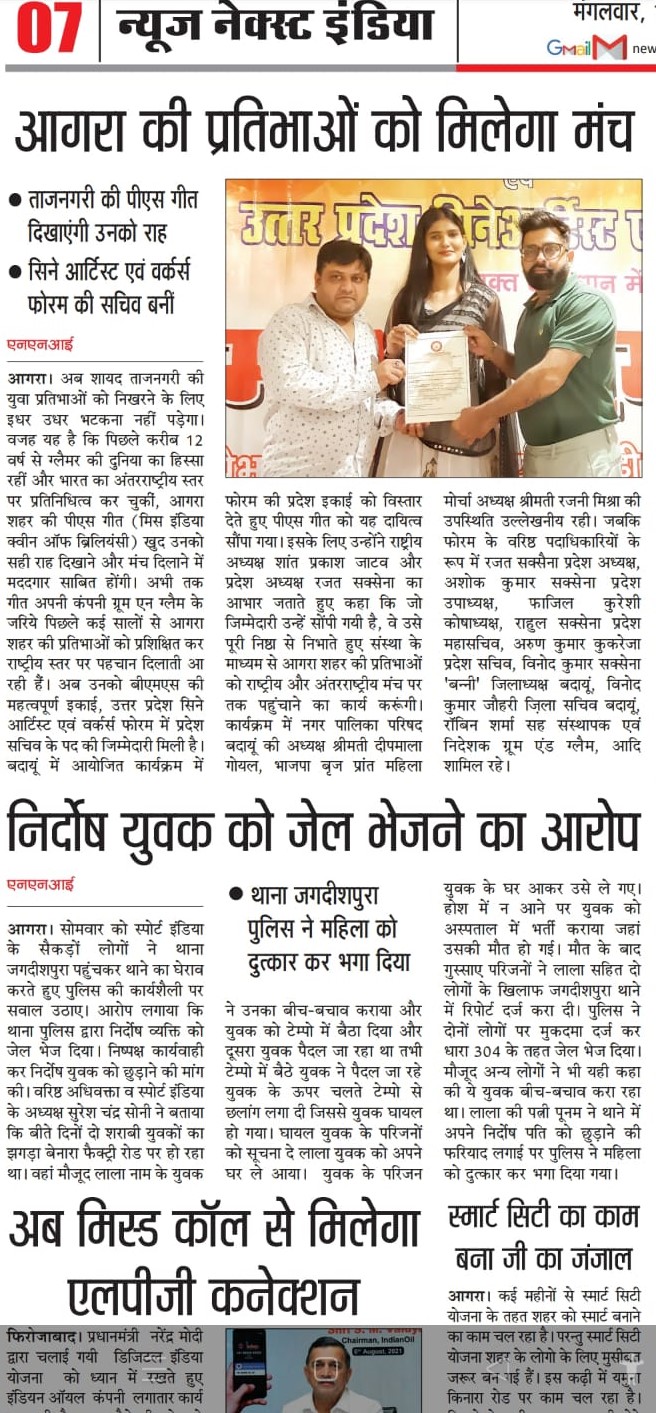 07
न्यूज नेक्स्ट इंडिया
मंगलवार,
GMail
new
आगरा की प्रतिभाओं को मिलेगा मंच
● ताजनगरी की पीएस गीत
दिखाएंगी उनको राह
● सिने आर्टिस्ट एवं वर्कर्स
फोरम की सचिव बनीं
एवं
उत्तर प्रदेश सिनेआर्टिस्ट ए
एनएनआई
आगरा। अब शायद ताजनगरी की
युवा प्रतिभाओं को निखरने के लिए
इधर उधर भटकना नहीं पड़ेगा।
वजह यह है कि पिछले करीब 12
वर्ष से ग्लैमर की दुनिया का हिस्सा
रहीं और भारत का अंतरराष्ट्रीय स्तर
पर प्रतिनिधित्व कर चुकीं, आगरा
शहर की पीएस गीत (मिस इंडिया
क्वीन ऑफ ब्रिलियंसी) खुद उनको
सही राह दिखाने और मंच दिलाने में
मददगार साबित होंगी। अभी तक
गीत अपनी कंपनी ग्रूम एन ग्लैम के
जरिये पिछले कई सालों से आगरा
शहर की प्रतिभाओं को प्रशिक्षित कर
राष्ट्रीय स्तर पर पहचान दिलाती आ
रही हैं। अब उनको बीएमएस की
महत्वपूर्ण इकाई, उत्तर प्रदेश सिने
आर्टिस्ट एवं वर्कर्स फोरम में प्रदेश
सचिव के पद की जिम्मेदारी मिली है।
बदायूं में आयोजित कार्यक्रम में
फोरम की प्रदेश इकाई को विस्तार
देते हुए पीएस गीत को यह दायित्व
सौंपा गया। इसके लिए उन्होंने राष्ट्रीय
अध्यक्ष शांत प्रकाश जाटव और
प्रदेश अध्यक्ष रजत सक्सेना का
आभार जताते हुए कहा कि जो
जिम्मेदारी उन्हें सोंपी गयी है, वे उसे
पूरी निष्ठा से निभाते हुए संस्था के
माध्यम से आगरा शहर की प्रतिभाओं
को राष्ट्रीय और अंतरराष्ट्रीय मंच पर
तक पहुंचाने का कार्य करूंगी।
कार्यक्रम में नगर पालिका परिषद
बदायूं की अध्यक्ष श्रीमती दीपमाला
गोयल, भाजपा बृज प्रांत महिला
मोर्चा अध्यक्ष श्रीमती रजनी मिश्रा की
उपस्थिति उल्लेखनीय रही। जबकि
फोरम के वरिष्ठ पदाधिकारियों के
रूप में रजत सक्सैना प्रदेश अध्यक्ष,
अशोक कुमार सक्सेना प्रदेश
उपाध्यक्ष, फाजिल कुरेशी
कोषाध्यक्ष, राहुल सक्सेना प्रदेश
महासचिव, अरुण कुमार कुकरेजा
प्रदेश सचिव, विनोद कुमार सक्सेना
'बन्नी' जिलाध्यक्ष बदायूं, विनोद
कुमार जौहरी ज़िला सचिव बदायूं,
रॉबिन शर्मा सह संस्थापक एवं
निदेशक ग्रूम एंड ग्लैम, आदि
शामिल रहे।
निर्दोष युवक को जेल भेजने का आरोप
एनएनआई
आगरा। सोमवार को स्पोर्ट इंडिया
के सैकड़ों लोगों ने थाना
जगदीशपुरा पहुंचकर थाने का घेराव
करते हुए पुलिस की कार्यशैली पर
सवाल उठाए। आरोप लगाया कि
थाना पुलिस द्वारा निर्दोष व्यक्ति को
जेल भेज दिया। निष्पक्ष कार्यवाही
कर निर्दोष युवक को छुड़ाने की मांग
की। वरिष्ठ अधिवक्ता व स्पोर्ट इंडिया
के अध्यक्ष सुरेश चंद्र सोनी ने बताया
कि बीते दिनों दो शराबी युवकों का
झगड़ा बेनारा फैक्ट्री रोड पर हो रहा
था। वहां मौजूद लाला नाम के युवक
● थाना जगदीशपुरा
पुलिस ने महिला को
दुत्कार कर भगा दिया
ने उनका बीच-बचाव कराया और
युवक को टेम्पो में बैठा दिया और
दूसरा युवक पैदल जा रहा था तभी
टेम्पो में बैठे युवक ने पैदल जा रहे
युवक के ऊपर चलते टेम्पो से
छलांग लगा दी जिससे युवक घायल
हो गया। घायल युवक के परिजनों
को सूचना दे लाला युवक को अपने
घर ले आया। युवक के परिजन
युवक के घर आकर उसे ले गए।
होश में न आने पर युवक को
अस्पताल में भर्ती कराया जहां
उसकी मौत हो गई। मौत के बाद
गुस्साए परिजनों ने लाला सहित दो
लोगों के खिलाफ जगदीशपुरा थाने
में रिपोर्ट दर्ज करा दी। पुलिस ने
दोनों लोगों पर मुकदमा दर्ज कर
धारा 304 के तहत जेल भेज दिया।
मौजूद अन्य लोगों ने भी यही कहा
की ये युवक बीच-बचाव करा रहा
था। लाला की पत्नी पूनम ने थाने में
अपने निर्दोष पति को छुड़ाने की
फरियाद लगाई पर पुलिस ने महिला
को दुत्कार कर भगा दिया गया।
अब मिस्ड कॉल से मिलेगा
एलपीजी कनेक्शन
फिरोजाबाद। प्रधानमंत्री नरेंद्र मोदी
द्वारा चलाई गयी डिजिटल इंडिया
योजना को ध्यान में रखते हुए
इंडियन ऑयल कंपनी लगातार कार्य
Chairman, IndianOil
8th August, 2021
स्मार्ट सिटी का काम
बना जी का जंजाल
आगरा। कई महीनों से स्मार्ट सिटी
योजना के तहत शहर को स्मार्ट बनाने
का काम चल रहा है। परन्तु स्मार्ट सिटी
योजना शहर के लोगो के लिए मुसीबत
जरूर बन गई हैं। इस कढ़ी में यमुना
किनारा रोड पर काम चल रहा है।